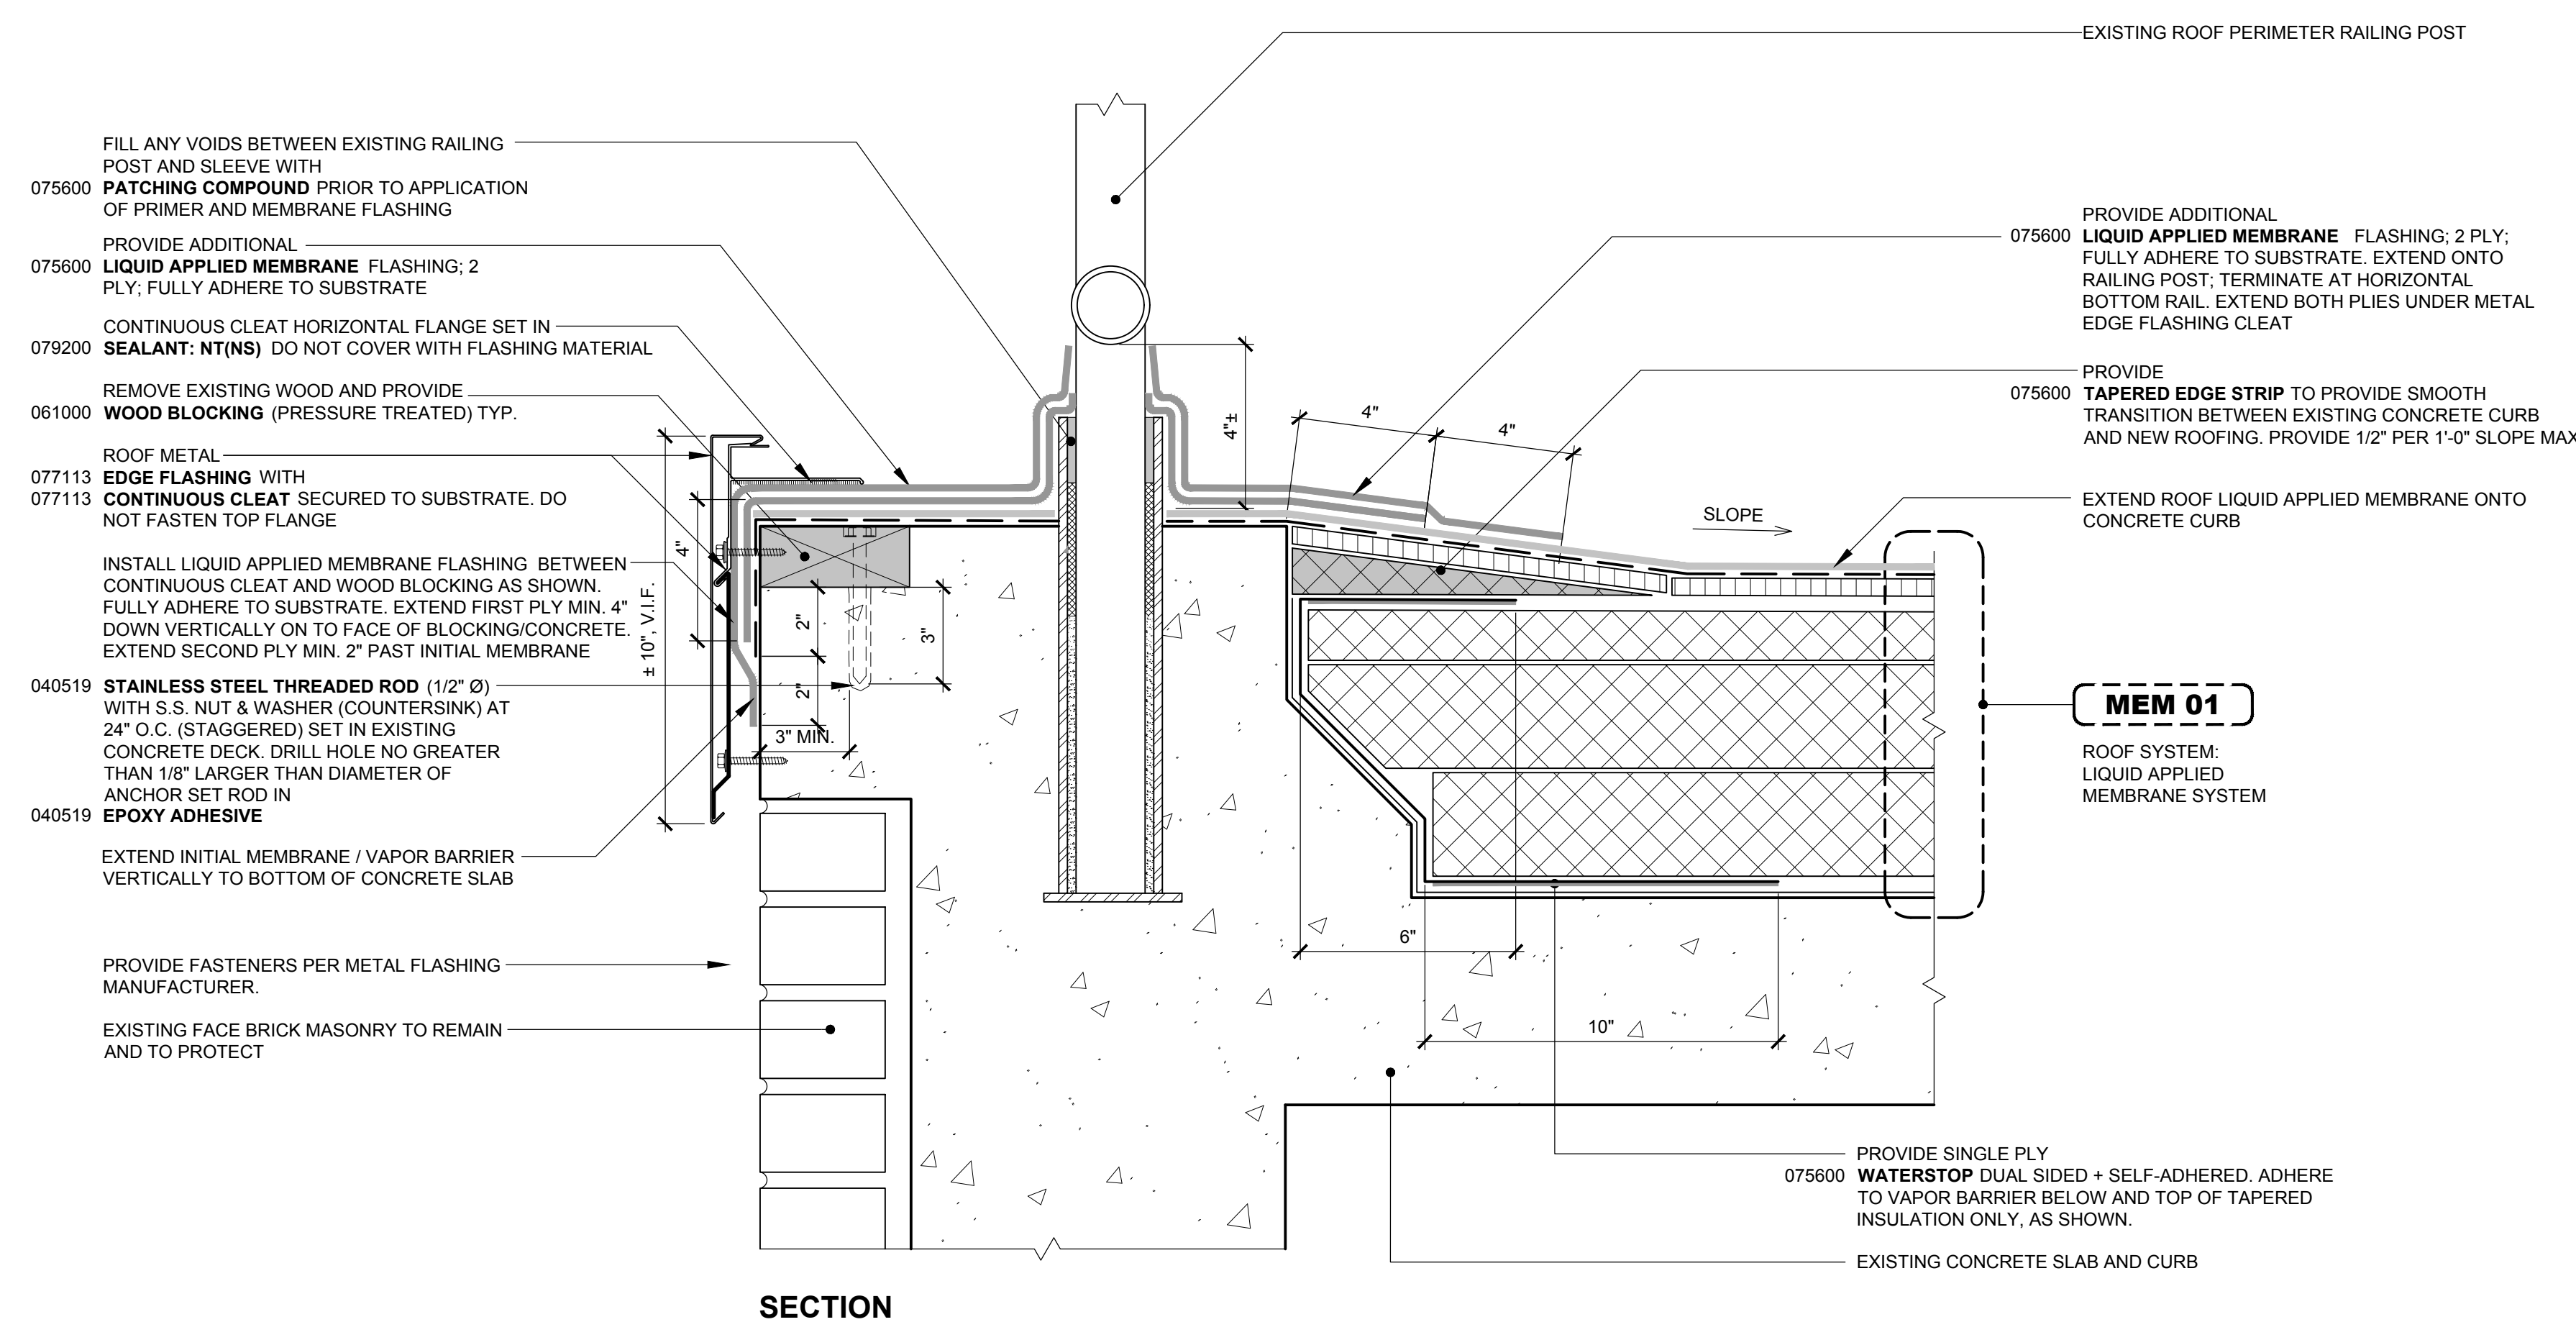 EXISTING ROOF PERIMETER RAILING POST
FILL ANY VOIDS BETWEEN EXISTING RAILING
POST AND SLEEVE WITH
075600 PATCHING COMPOUND PRIOR TO APPLICATION
OF PRIMER AND MEMBRANE FLASHING
PROVIDE ADDITIONAL
075600 LIQUID APPLIED MEMBRANE FLASHING; 2
PLY; FULLY ADHERE TO SUBSTRATE
CONTINUOUS CLEAT HORIZONTAL FLANGE SET IN
079200 SEALANT: NT(NS) DO NOT COVER WITH FLASHING MATERIAL
REMOVE EXISTING WOOD AND PROVIDE
061000 WOOD BLOCKING (PRESSURE TREATED) TYP.
ROOF METAL
077113 EDGE FLASHING WITH
077113 CONTINUOUS CLEAT SECURED TO SUBSTRATE. DO
NOT FASTEN TOP FLANGE
INSTALL LIQUID APPLIED MEMBRANE FLASHING BETWEEN
CONTINUOUS CLEAT AND WOOD BLOCKING AS SHOWN.
FULLY ADHERE TO SUBSTRATE. EXTEND FIRST PLY MIN. 4"
DOWN VERTICALLY ON TO FACE OF BLOCKING/CONCRETE.
EXTEND SECOND PLY MIN. 2" PAST INITIAL MEMBRANE
040519 STAINLESS STEEL THREADED ROD (1/2" Ø)
WITH S.S. NUT & WASHER (COUNTERSINK) AT
24" O.C. (STAGGERED) SET IN EXISTING
CONCRETE DECK. DRILL HOLE NO GREATER
THAN 1/8" LARGER THAN DIAMETER OF
ANCHOR SET ROD IN
040519 EPOXY ADHESIVE
EXTEND INITIAL MEMBRANE / VAPOR BARRIER
VERTICALLY TO BOTTOM OF CONCRETE SLAB
PROVIDE FASTENERS PER METAL FLASHING
MANUFACTURER.
EXISTING FACE BRICK MASONRY TO REMAIN
AND TO PROTECT
± 10", V.I.F.
4"
2"
2"
3"
3" MIN.
4"±
4"
4"
SLOPE
6"
10"
PROVIDE ADDITIONAL
075600 LIQUID APPLIED MEMBRANE FLASHING; 2 PLY;
FULLY ADHERE TO SUBSTRATE. EXTEND ONTO
RAILING POST; TERMINATE AT HORIZONTAL
BOTTOM RAIL. EXTEND BOTH PLIES UNDER METAL
EDGE FLASHING CLEAT
PROVIDE
075600 TAPERED EDGE STRIP TO PROVIDE SMOOTH
TRANSITION BETWEEN EXISTING CONCRETE CURB
AND NEW ROOFING. PROVIDE 1/2" PER 1'-0" SLOPE MAX
EXTEND ROOF LIQUID APPLIED MEMBRANE ONTO
CONCRETE CURB
MEM 01
ROOF SYSTEM:
LIQUID APPLIED
MEMBRANE SYSTEM
PROVIDE SINGLE PLY
075600 WATERSTOP DUAL SIDED + SELF-ADHERED. ADHERE
TO VAPOR BARRIER BELOW AND TOP OF TAPERED
INSULATION ONLY, AS SHOWN.
EXISTING CONCRETE SLAB AND CURB
SECTION